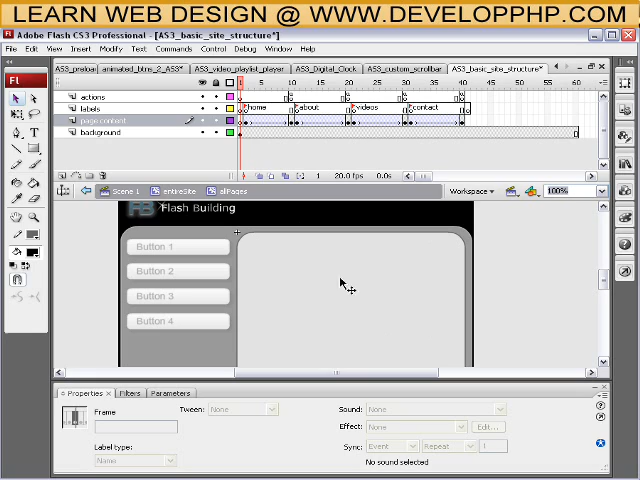 LEARN WEB DESIGN @ WWW.DEVELOPPHP.COM
Adobe Flash CS3 Professional - [AS3_basic_site_structure*]
File Edit View Insert Modify Text Commands Control Debug Window Help
AS3_preloac animated_btns_2_AS3* AS3_video_playlist_player AS3_Digital_Clock AS3_custom_scrollbar AS3_basic_site_structure*
1 5 10 15 20 25 30 35 40 45 50 55 60 65
actions
labels home about videos contact
page content
background
1 20.0 fps 0.0s
Scene 1 entireSite allPages Workspace 100%
FB Flash Building
Button 1
Button 2
Button 3
Button 4
Properties Filters Parameters
Frame Tween: None Sound: None
Effect: None Edit...
Label type: Sync: Event Repeat 1
Name No sound selected